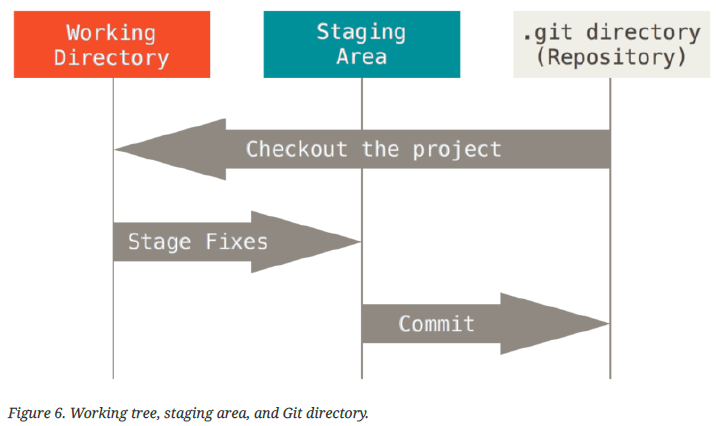 Working
Directory
Staging
Area
.git directory
(Repository)
Checkout the project
Stage Fixes
Commit
Figure 6. Working tree, staging area, and Git directory.